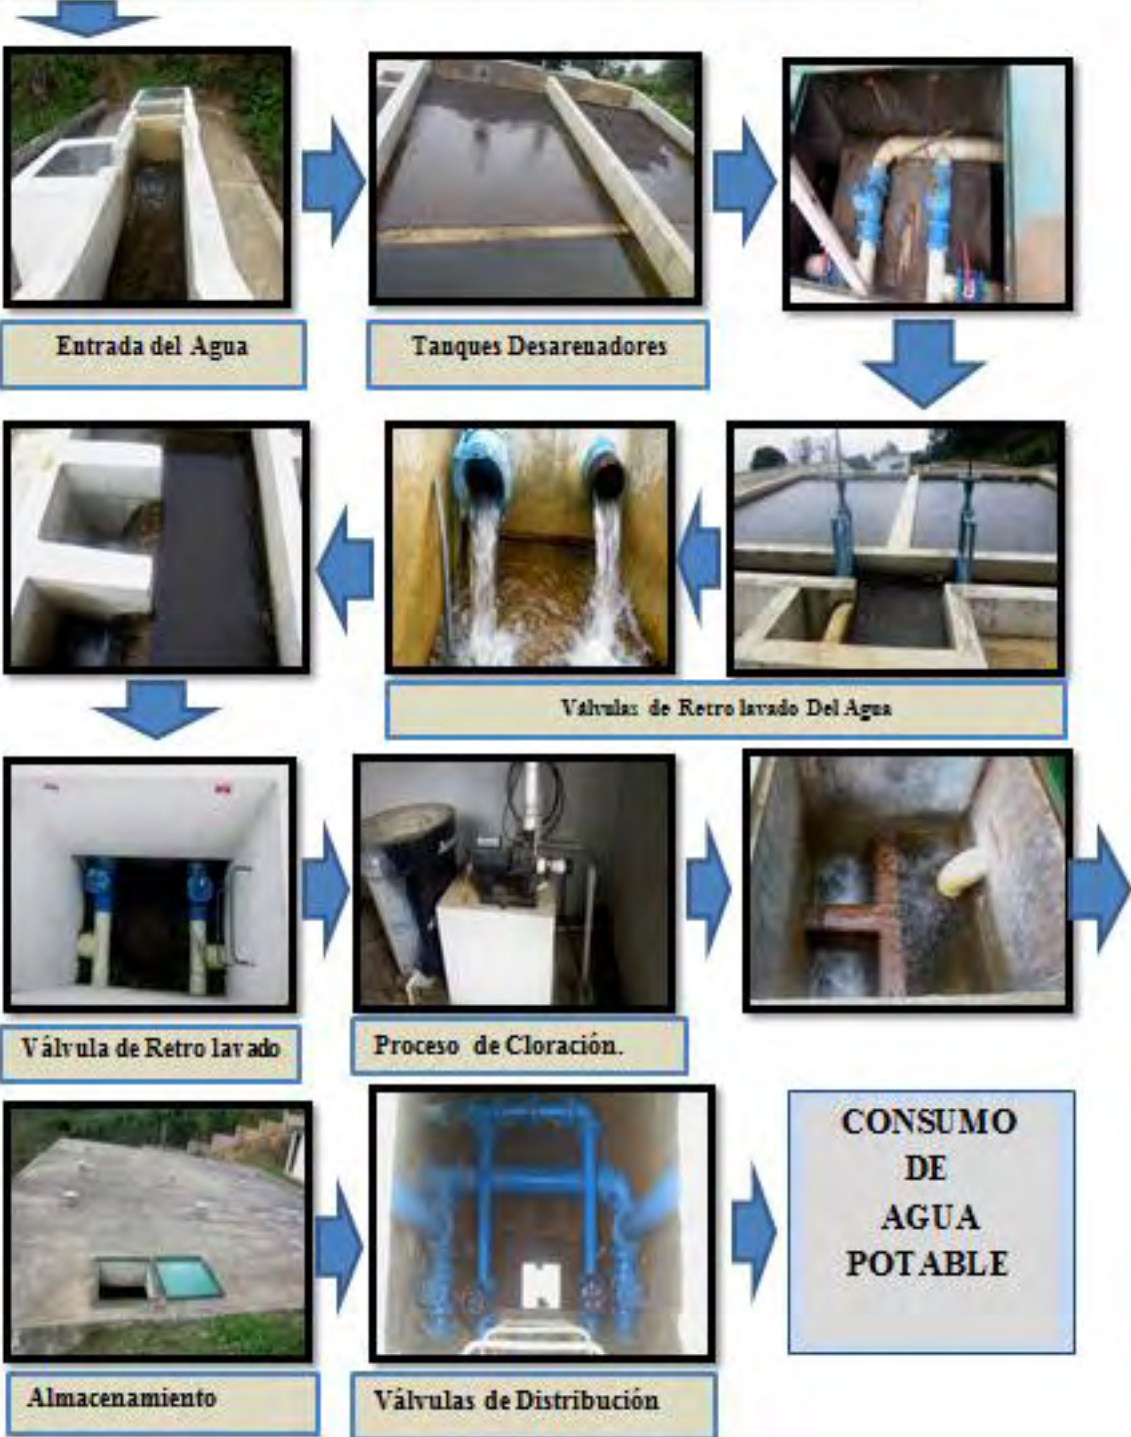 Entrada del Agua
Tanques Desarenadores
Válvulas de Retro lavado Del Agua
Válvula de Retro lavado
Proceso de Cloración.
Almacenamiento
Válvulas de Distribución
CONSUMO
DE
AGUA
POTABLE